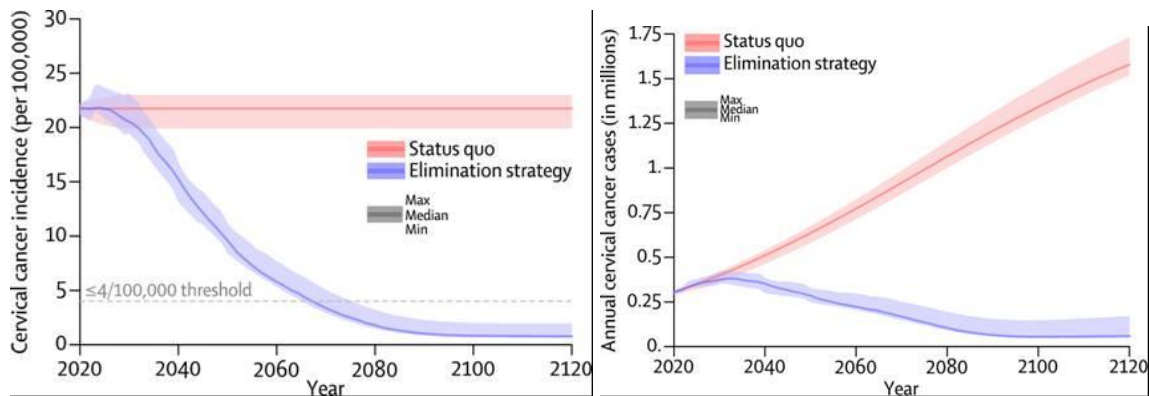 Cervical cancer incidence (per 100,000)
30
25
20
15
10
5
0
Status quo
Elimination strategy
Max
Median
Min
≤4/100,000 threshold
2020 2040 2060 2080 2100 2120
Year
Annual cervical cancer cases (in millions)
1.75
1.5
1.25
1.
0.75
0.5
0.25
0.
Status quo
Elimination strategy
Max
Median
Min
2020 2040 2060 2080 2100 2120
Year